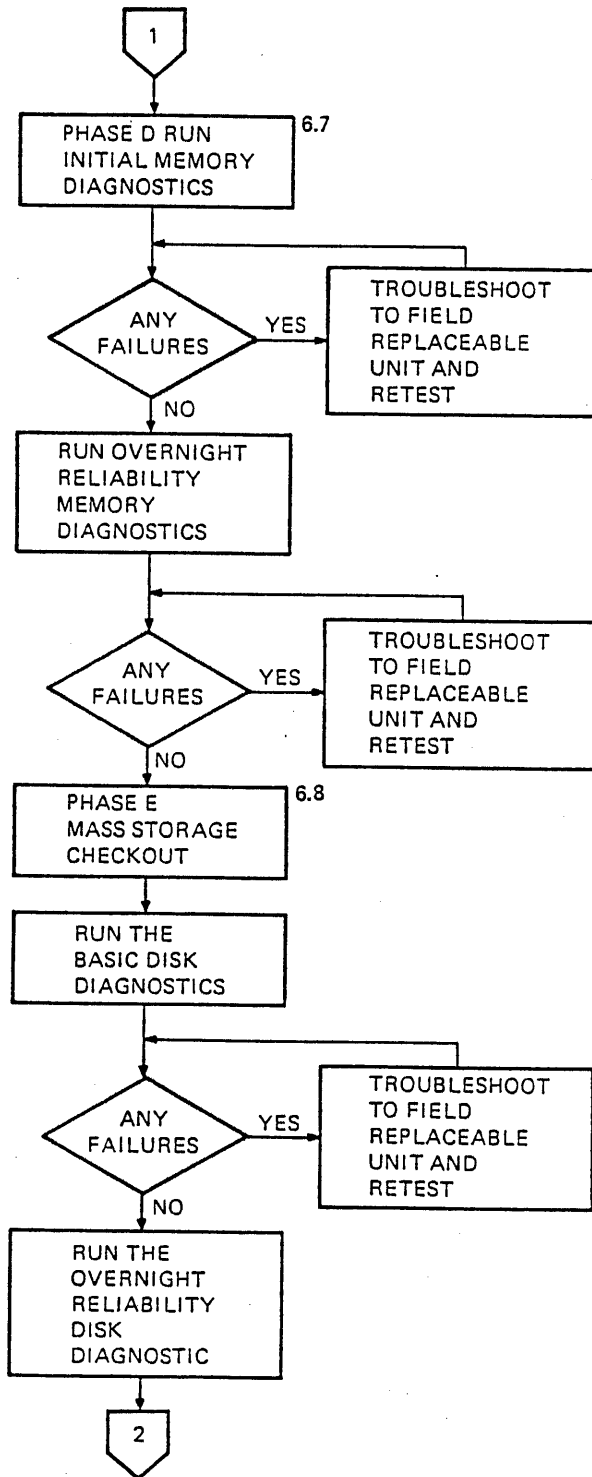 1
PHASE D RUN
INITIAL MEMORY
DIAGNOSTICS
6.7
ANY
FAILURES
YES
TROUBLESHOOT
TO FIELD
REPLACEABLE
UNIT AND
RETEST
NO
RUN OVERNIGHT
RELIABILITY
MEMORY
DIAGNOSTICS
ANY
FAILURES
YES
TROUBLESHOOT
TO FIELD
REPLACEABLE
UNIT AND
RETEST
NO
PHASE E
MASS STORAGE
CHECKOUT
6.8
RUN THE
BASIC DISK
DIAGNOSTICS
ANY
FAILURES
YES
TROUBLESHOOT
TO FIELD
REPLACEABLE
UNIT AND
RETEST
NO
RUN THE
OVERNIGHT
RELIABILITY
DISK
DIAGNOSTIC
2